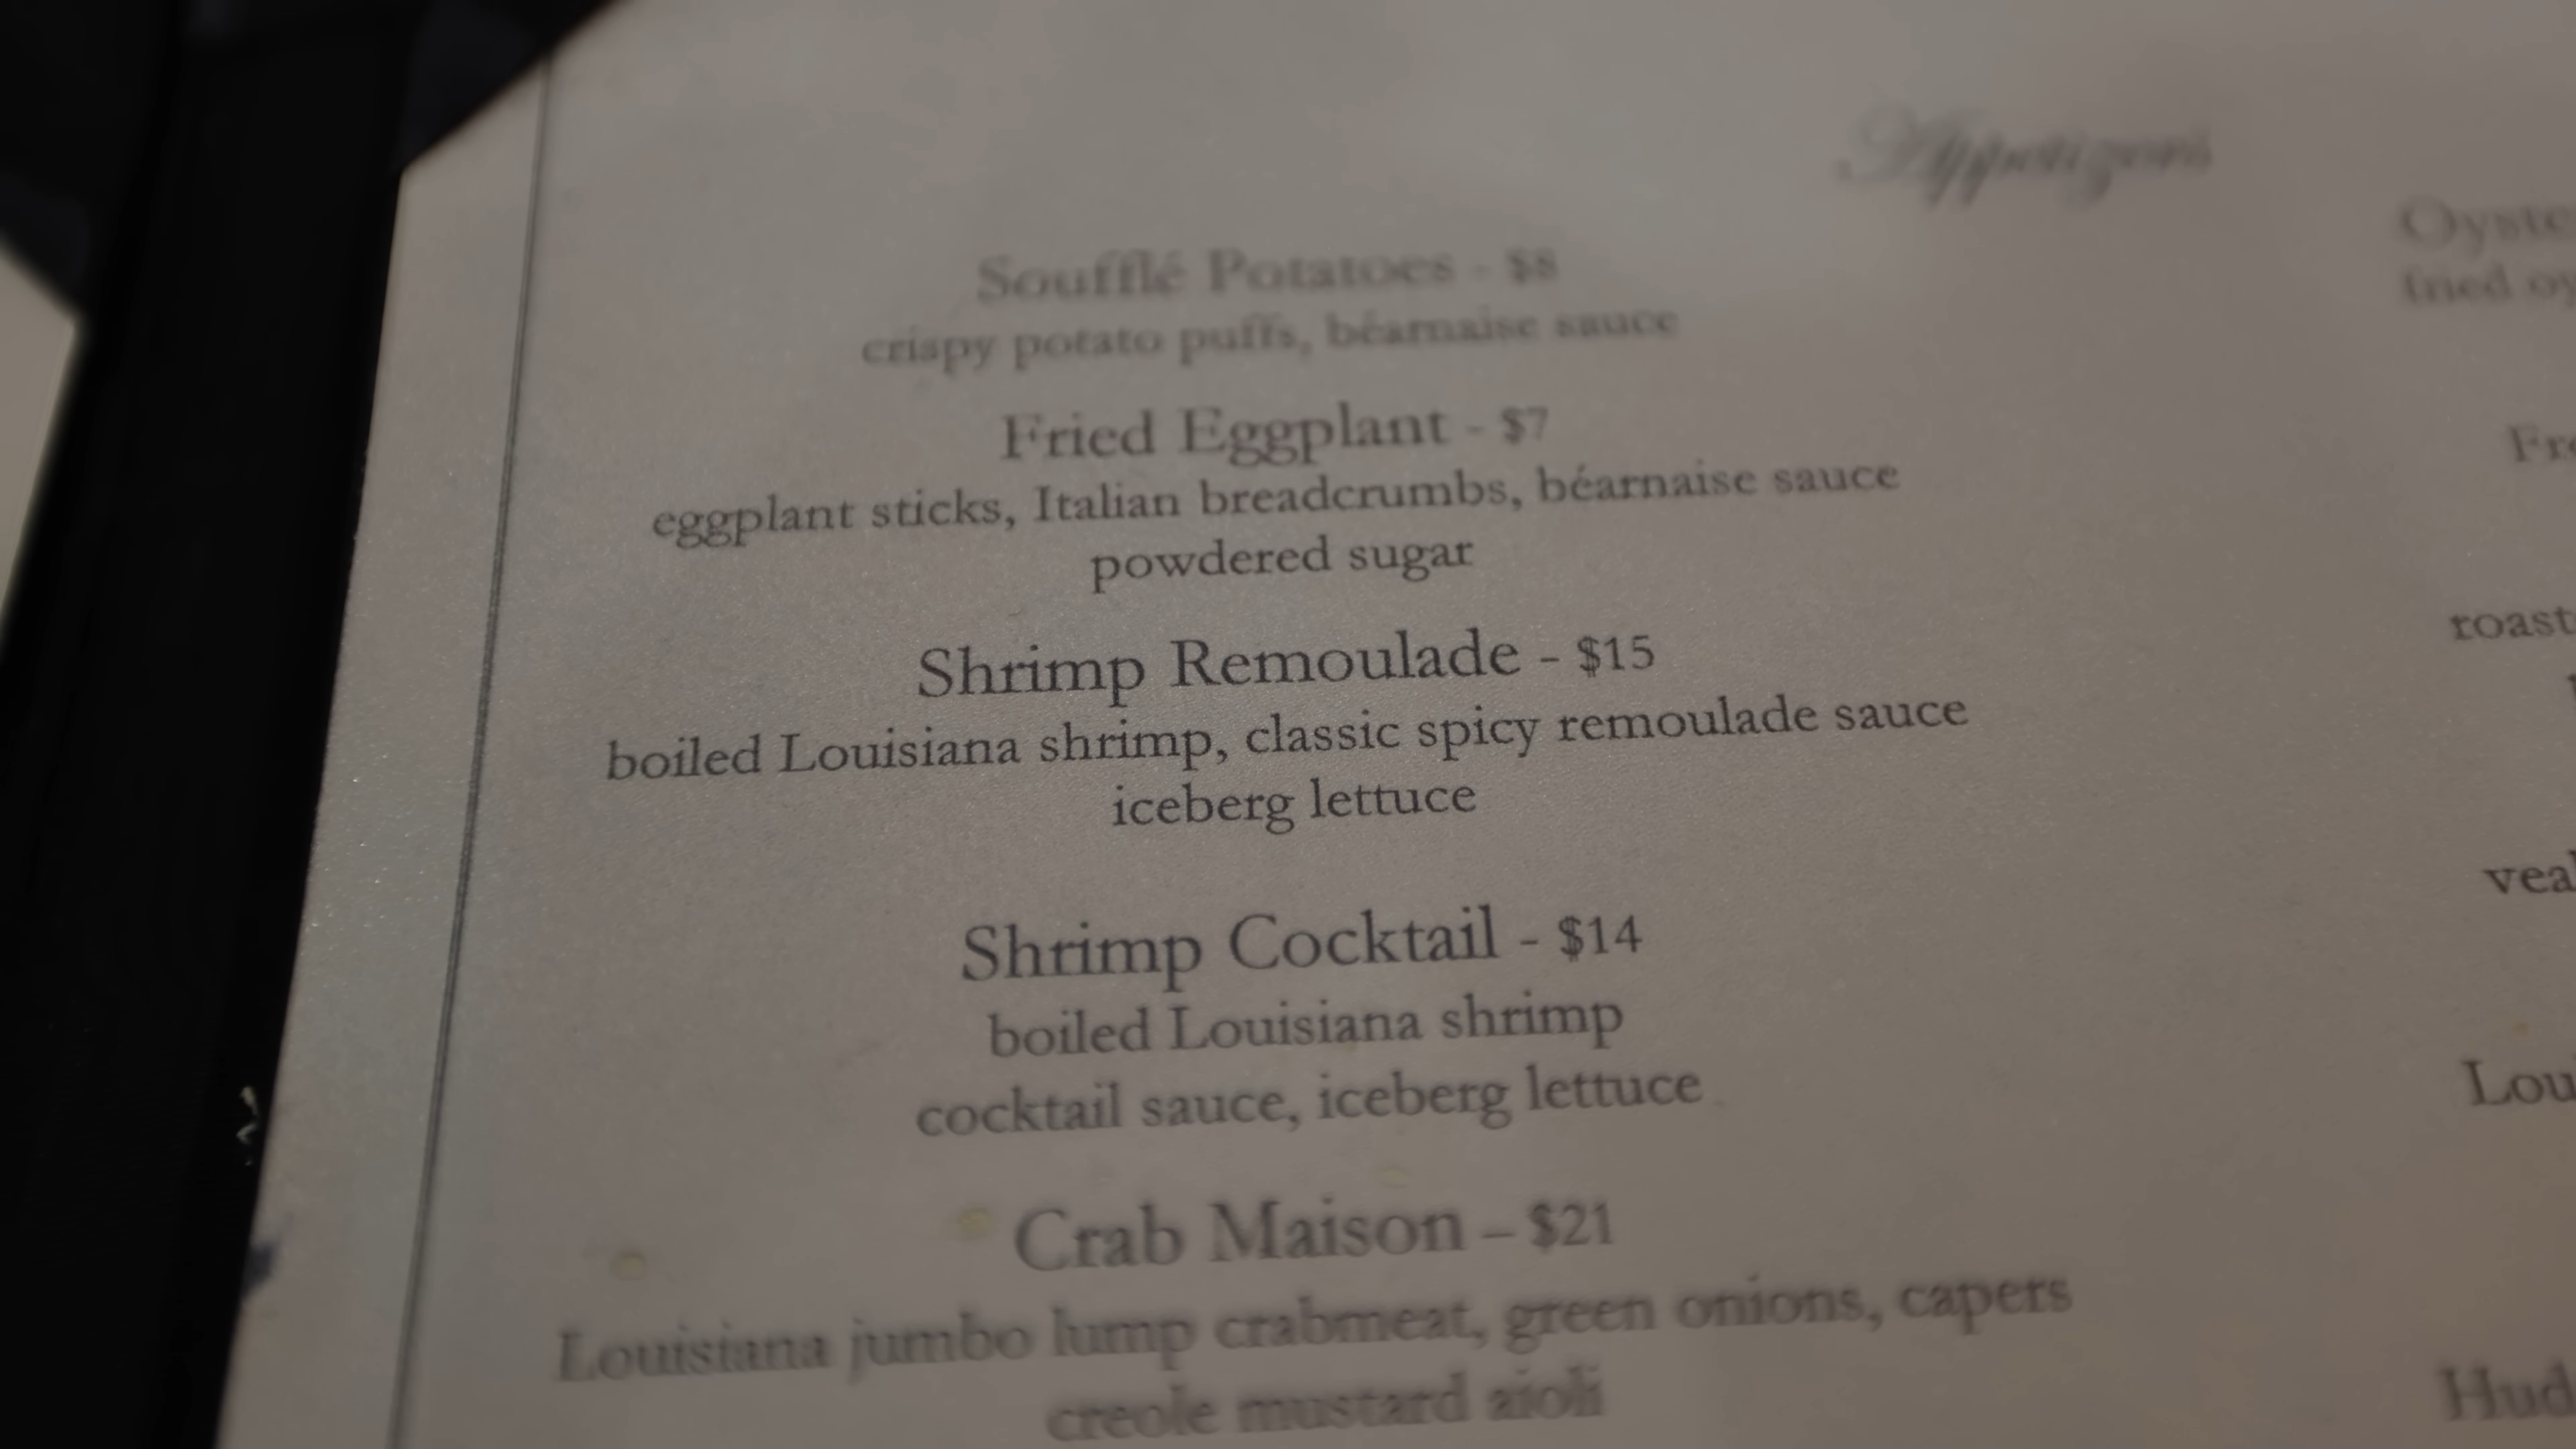 Appetizers
Soufflé Potatoes - $8
crispy potato puffs, béarnaise sauce
Fried Eggplant - $7
eggplant sticks, Italian breadcrumbs, béarnaise sauce
powdered sugar
Shrimp Remoulade - $15
boiled Louisiana shrimp, classic spicy remoulade sauce
iceberg lettuce
Shrimp Cocktail - $14
boiled Louisiana shrimp
cocktail sauce, iceberg lettuce
Crab Maison – $21
Louisiana jumbo lump crabmeat, green onions, capers
creole mustard aioli
fried